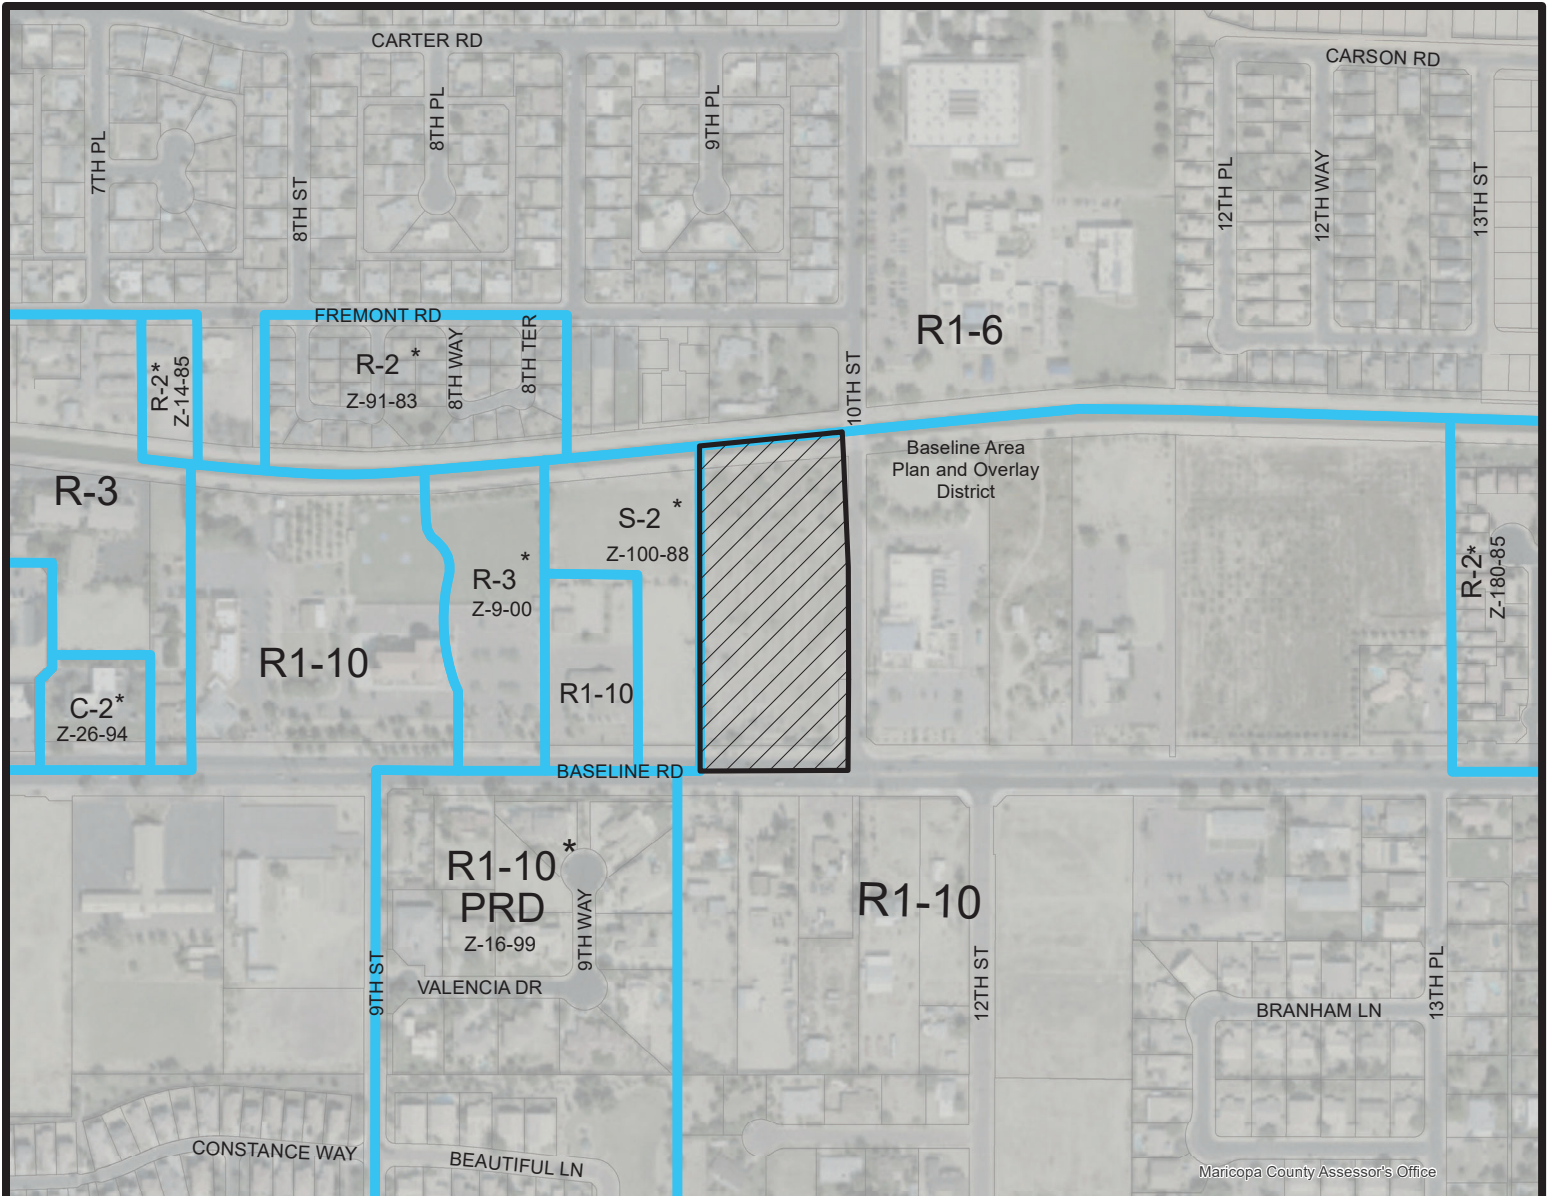 CARTER RD
CARSON RD
7TH PL
8TH ST
8TH PL
9TH PL
12TH PL
12TH WAY
13TH ST
FREMONT RD
R1-6
R-2*
Z-14-85
R-2 *
Z-91-83
8TH WAY
8TH TER
10TH ST
Baseline Area
Plan and Overlay
District
R-3
S-2 *
Z-100-88
R-3 *
Z-9-00
R-2*
Z-180-85
R1-10
R1-10
C-2*
Z-26-94
BASELINE RD
R1-10 *
PRD
Z-16-99
9TH WAY
R1-10
9TH ST
VALENCIA DR
12TH ST
13TH PL
BRANHAM LN
CONSTANCE WAY
BEAUTIFUL LN
Maricopa County Assessor's Office